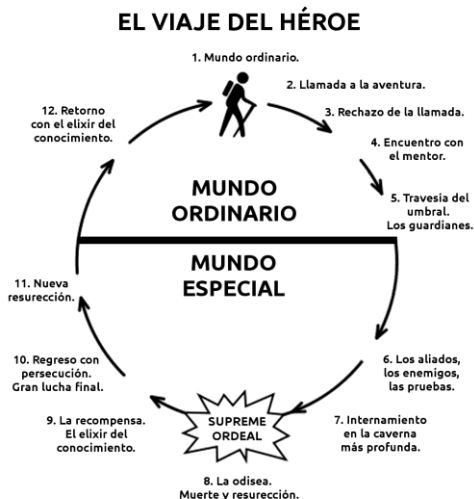 EL VIAJE DEL HÉROE
1. Mundo ordinario.
2. Llamada a la aventura.
3. Rechazo de la llamada.
4. Encuentro con
el mentor.
5. Travesia del
umbral.
Los guardianes.
6. Los aliados,
los enemigos,
las pruebas.
7. Internamiento
en la caverna
más profunda.
8. La odisea.
Muerte y resurección.
9. La recompensa.
El elixir del
conocimiento.
10. Regreso con
persecución.
Gran lucha final.
11. Nueva
resurección.
12. Retorno
con el elixir del
conocimiento.
MUNDO
ORDINARIO
MUNDO
ESPECIAL
SUPREME
ORDEAL